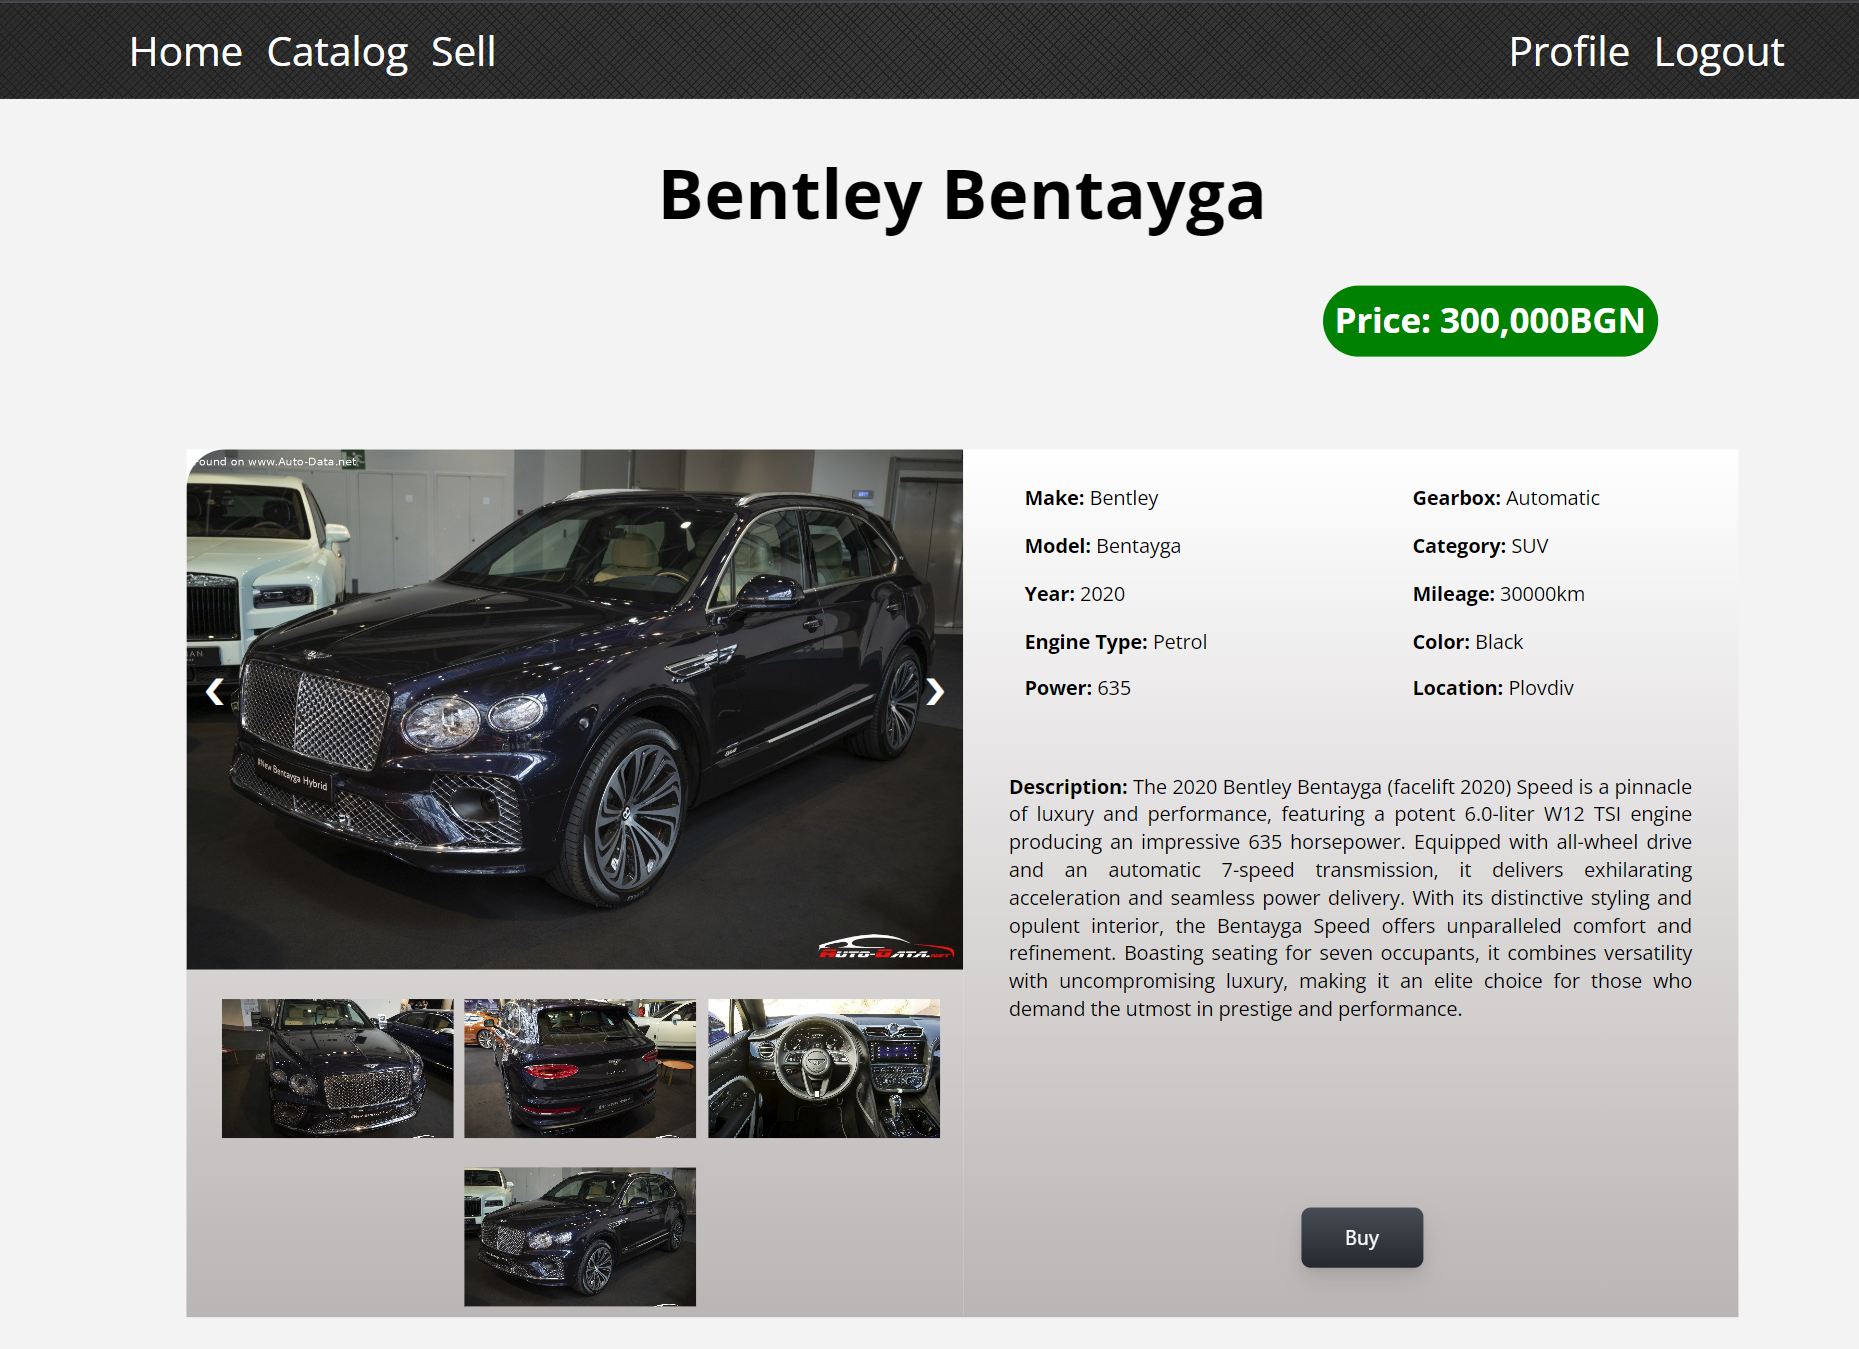 Home Catalog Sell
Profile Logout
Bentley Bentayga
Price: 300,000BGN
ound on www.Auto-Data.net
#New Bentayga Hybrid
AUTO-DATA.NET
Make: Bentley
Gearbox: Automatic
Model: Bentayga
Category: SUV
Year: 2020
Mileage: 30000km
Engine Type: Petrol
Color: Black
Power: 635
Location: Plovdiv
Description: The 2020 Bentley Bentayga (facelift 2020) Speed is a pinnacle
of luxury and performance, featuring a potent 6.0-liter W12 TSI engine
producing an impressive 635 horsepower. Equipped with all-wheel drive
and an automatic 7-speed transmission, it delivers exhilarating
acceleration and seamless power delivery. With its distinctive styling and
opulent interior, the Bentayga Speed offers unparalleled comfort and
refinement. Boasting seating for seven occupants, it combines versatility
with uncompromising luxury, making it an elite choice for those who
demand the utmost in prestige and performance.
Buy